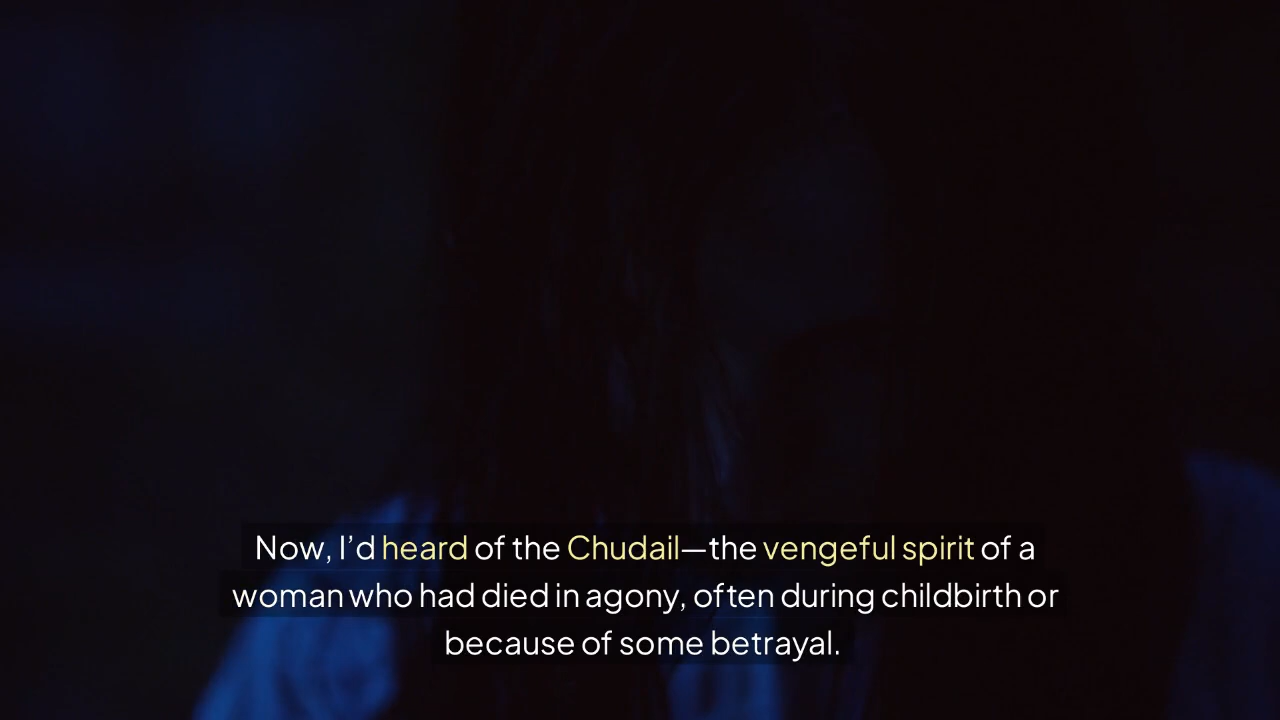 Now, I’d heard of the Chudail—the vengeful spirit of a
woman who had died in agony, often during childbirth or
because of some betrayal.